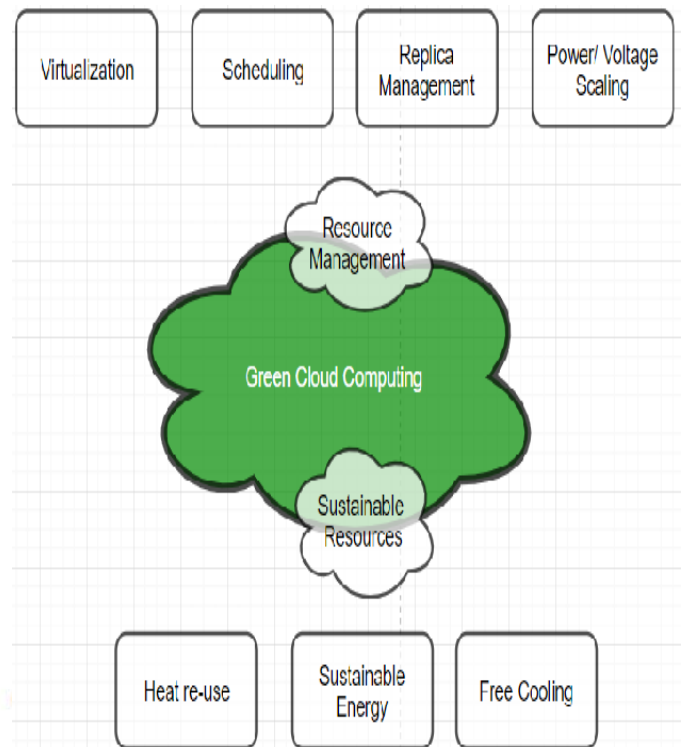 Virtualization
Scheduling
Replica
Management
Power/ Voltage
Scaling
Resource
Management
Green Cloud Computing
Sustainable
Resources
Heat re-use
Sustainable
Energy
Free Cooling